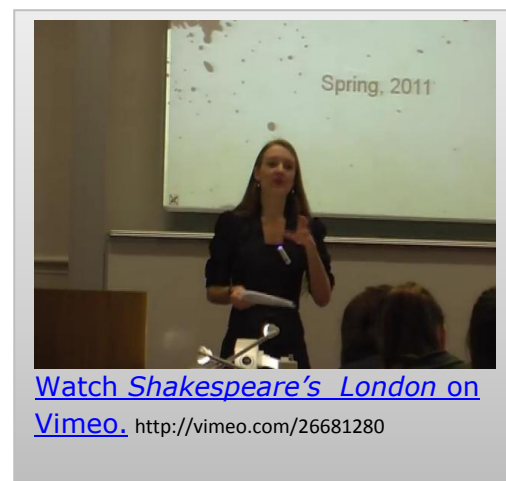 Spring, 2011
Watch Shakespeare's London on
Vimeo. http://vimeo.com/26681280